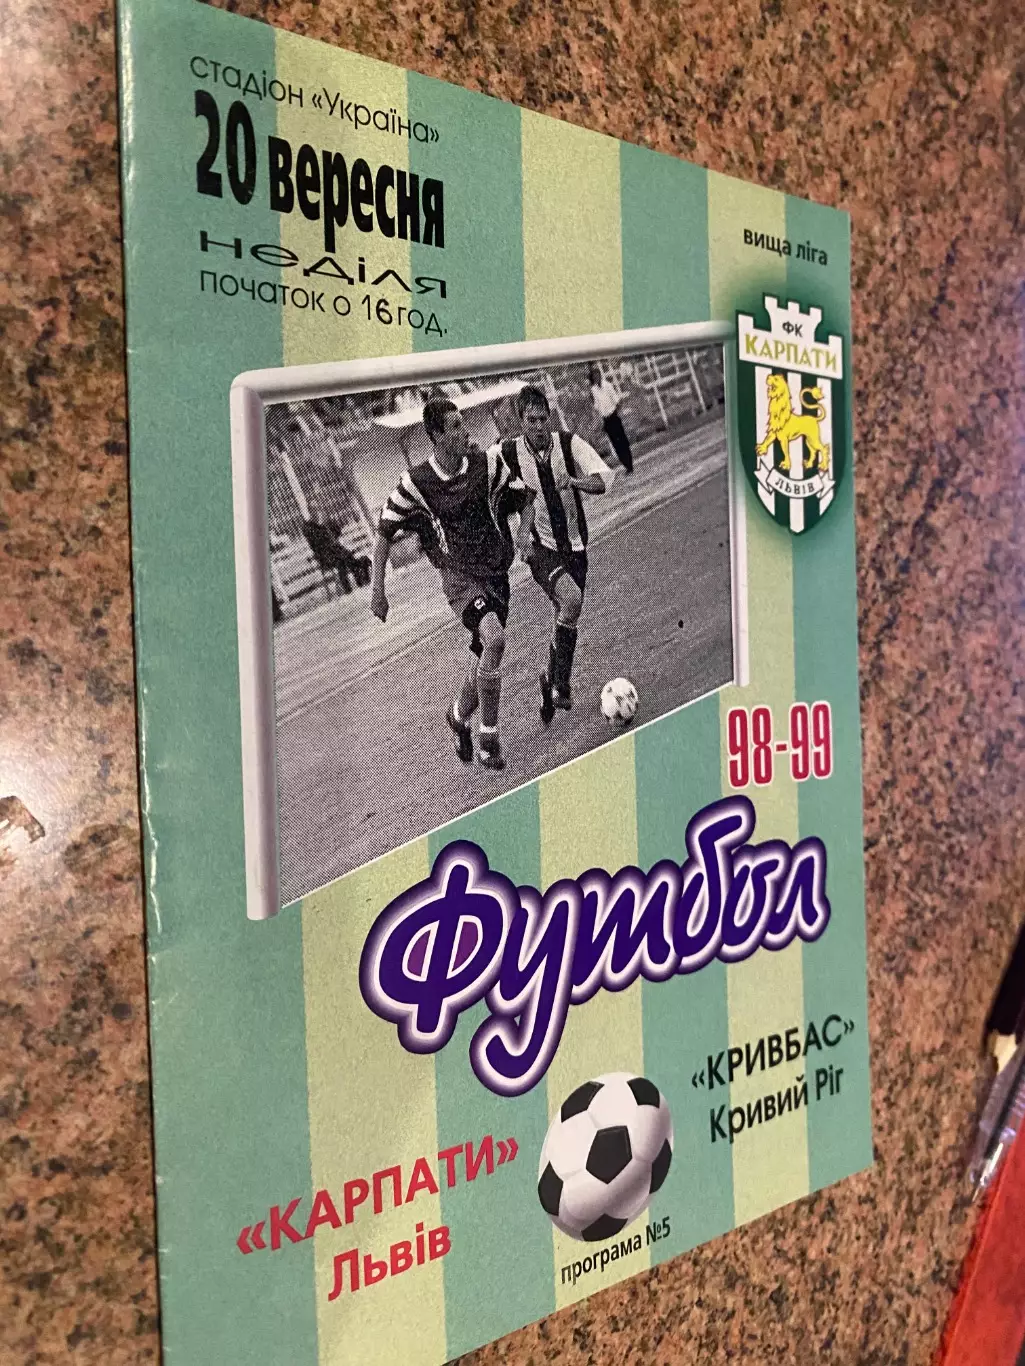 стадіон «Україна»
20 вересня
неділя
початок о 16 год.
вища ліга
ФК
КАРПАТИ
ЛЬВІВ
98-99
Футбол
«КАРПАТИ»
Львів
«КРИВБАС»
Кривий Ріг
програма №5